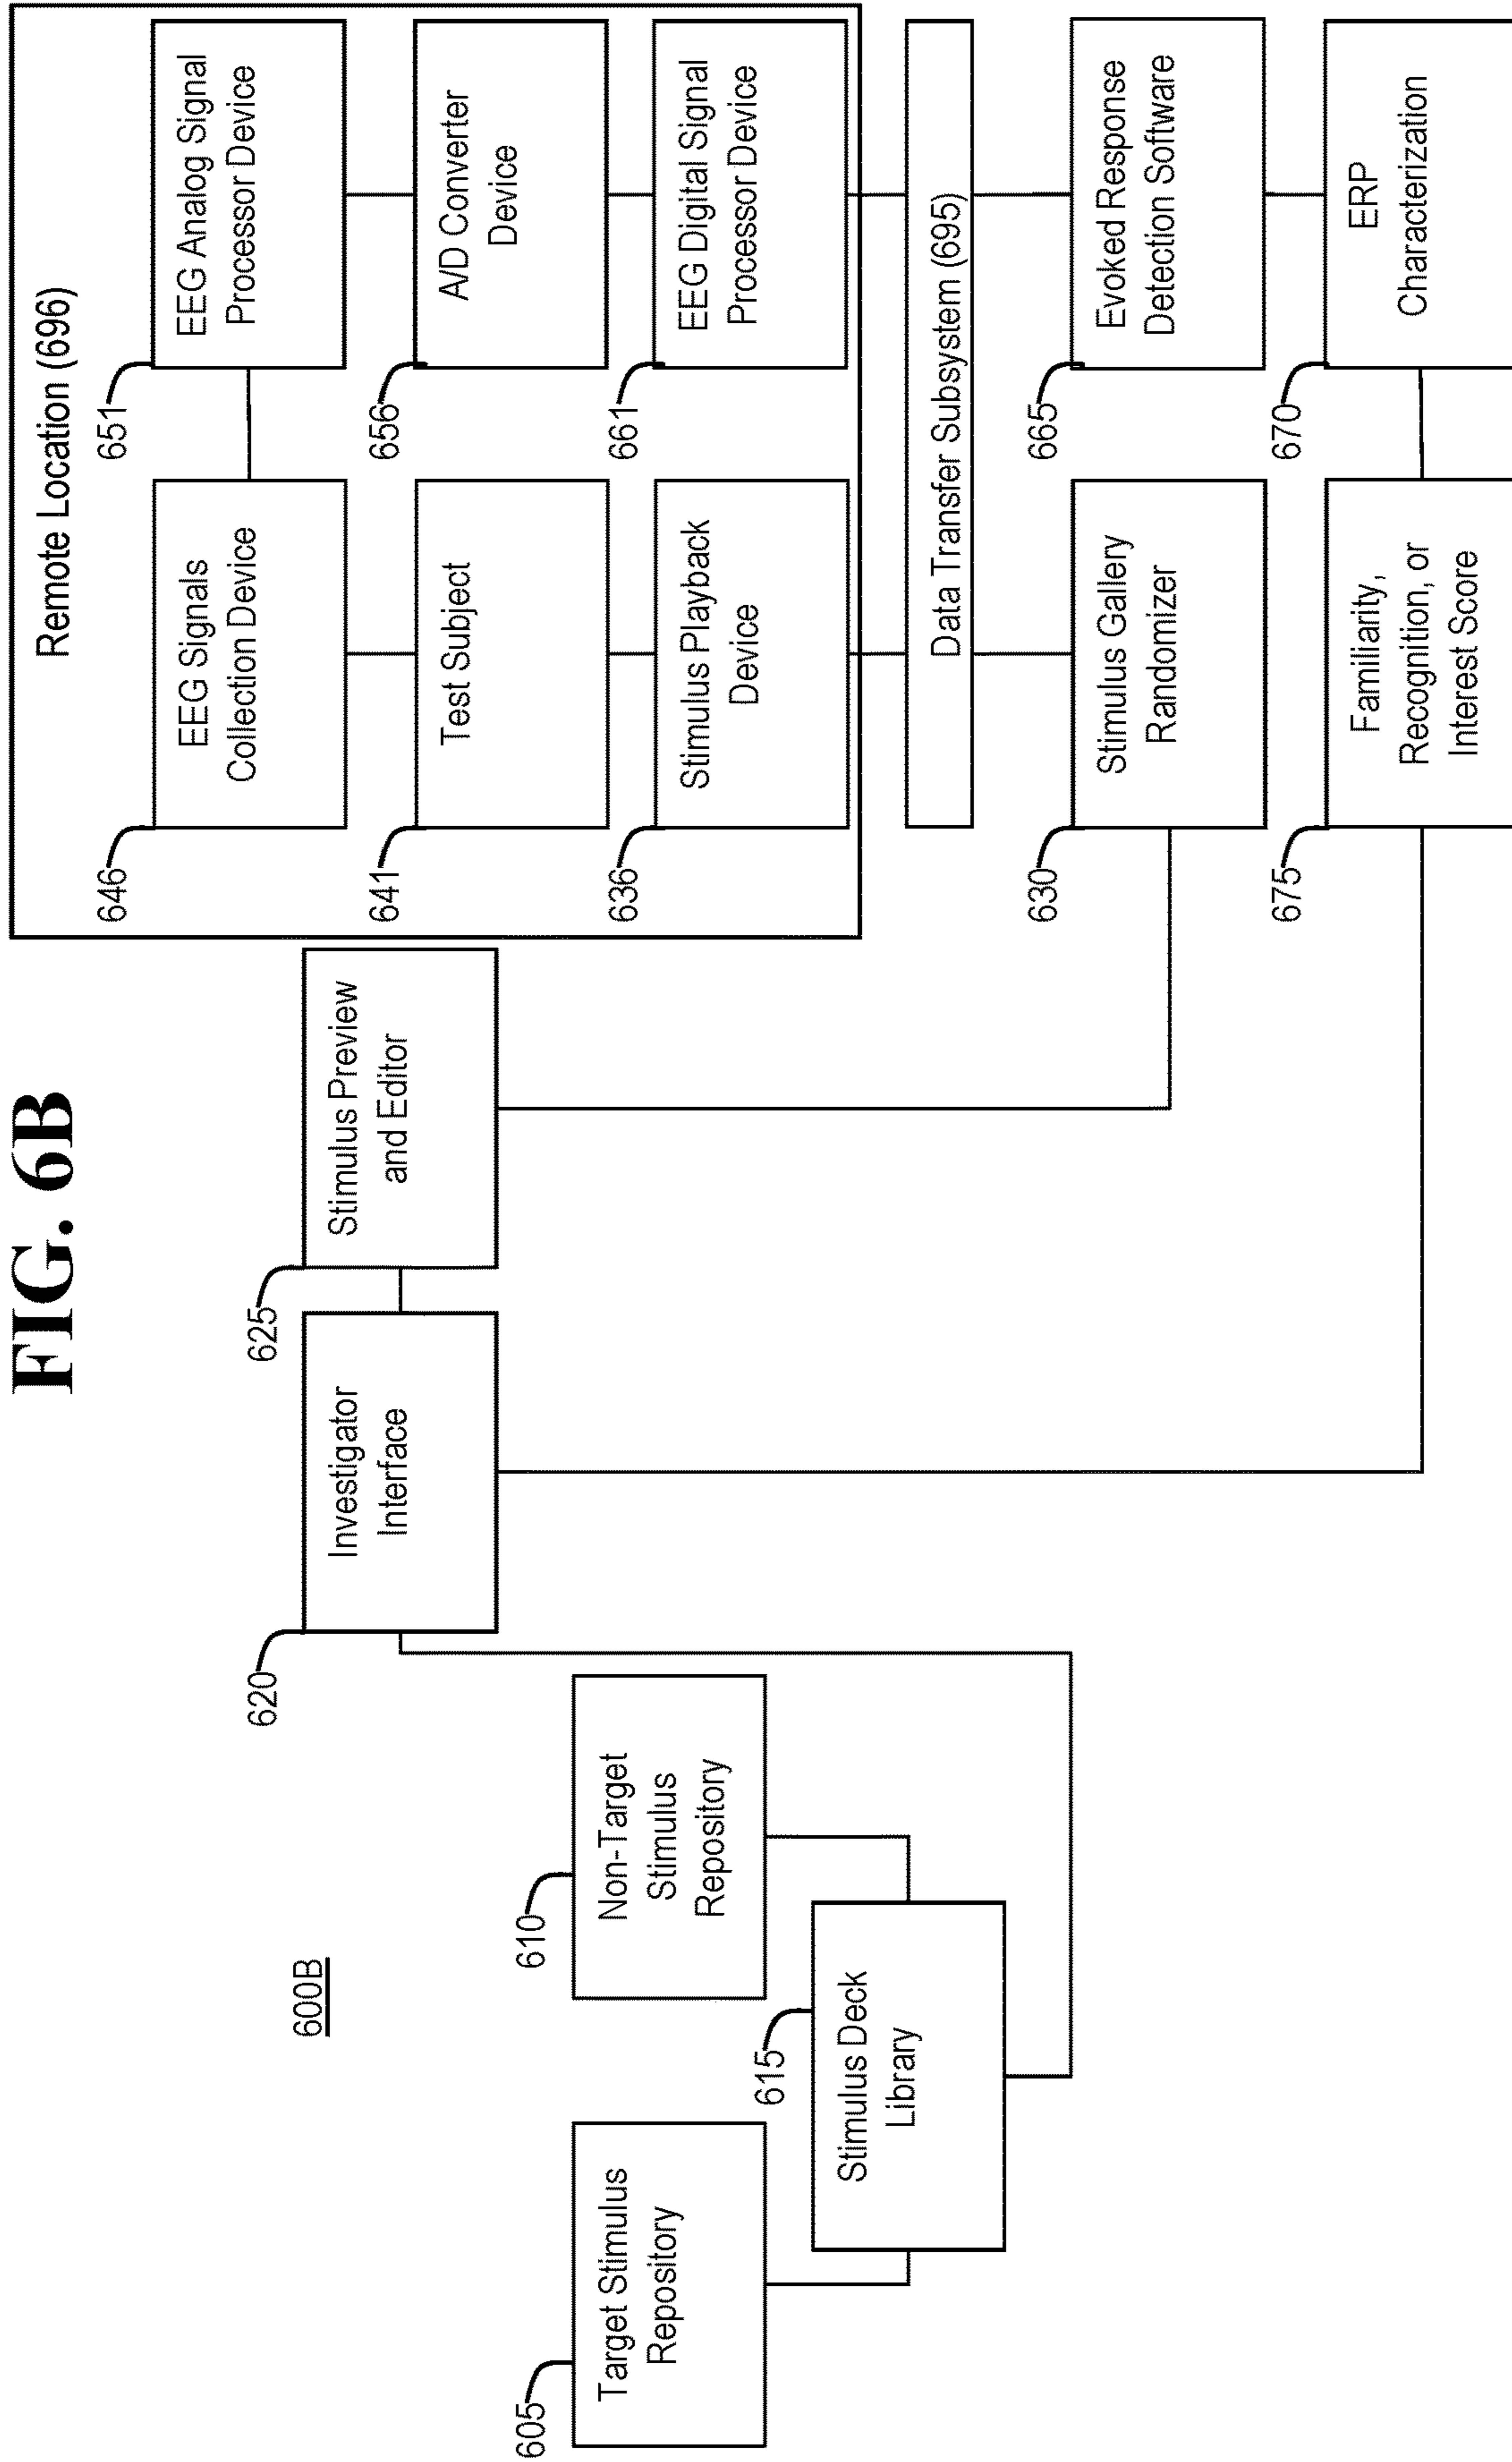 FIG. 6B
600B
605
Target Stimulus
Repository
610
Non-Target
Stimulus
Repository
615
Stimulus Deck
Library
620
Investigator
Interface
625
Stimulus Preview
and Editor
Remote Location (696)
646
EEG Signals
Collection Device
651
EEG Analog Signal
Processor Device
641
Test Subject
656
A/D Converter
Device
636
Stimulus Playback
Device
661
EEG Digital Signal
Processor Device
Data Transfer Subsystem (695)
630
Stimulus Gallery
Randomizer
665
Evoked Response
Detection Software
675
Familiarity,
Recognition, or
Interest Score
670
ERP
Characterization